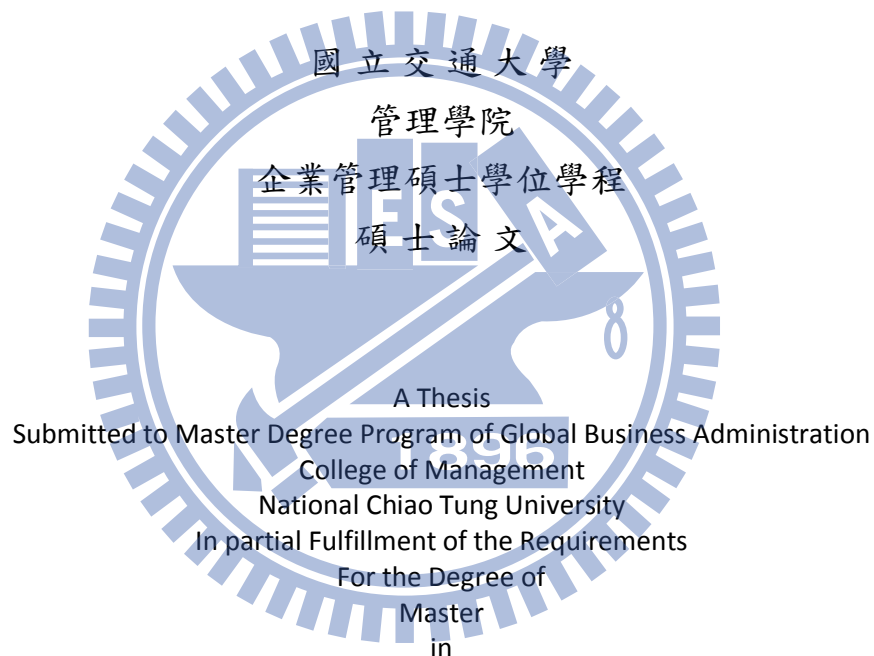 國立交通大學
管理學院
企業管理碩士學位學程
碩士論文
E S A
A Thesis
Submitted to Master Degree Program of Global Business Administration
College of Management
1896
National Chiao Tung University
In partial Fulfillment of the Requirements
For the Degree of
Master
in